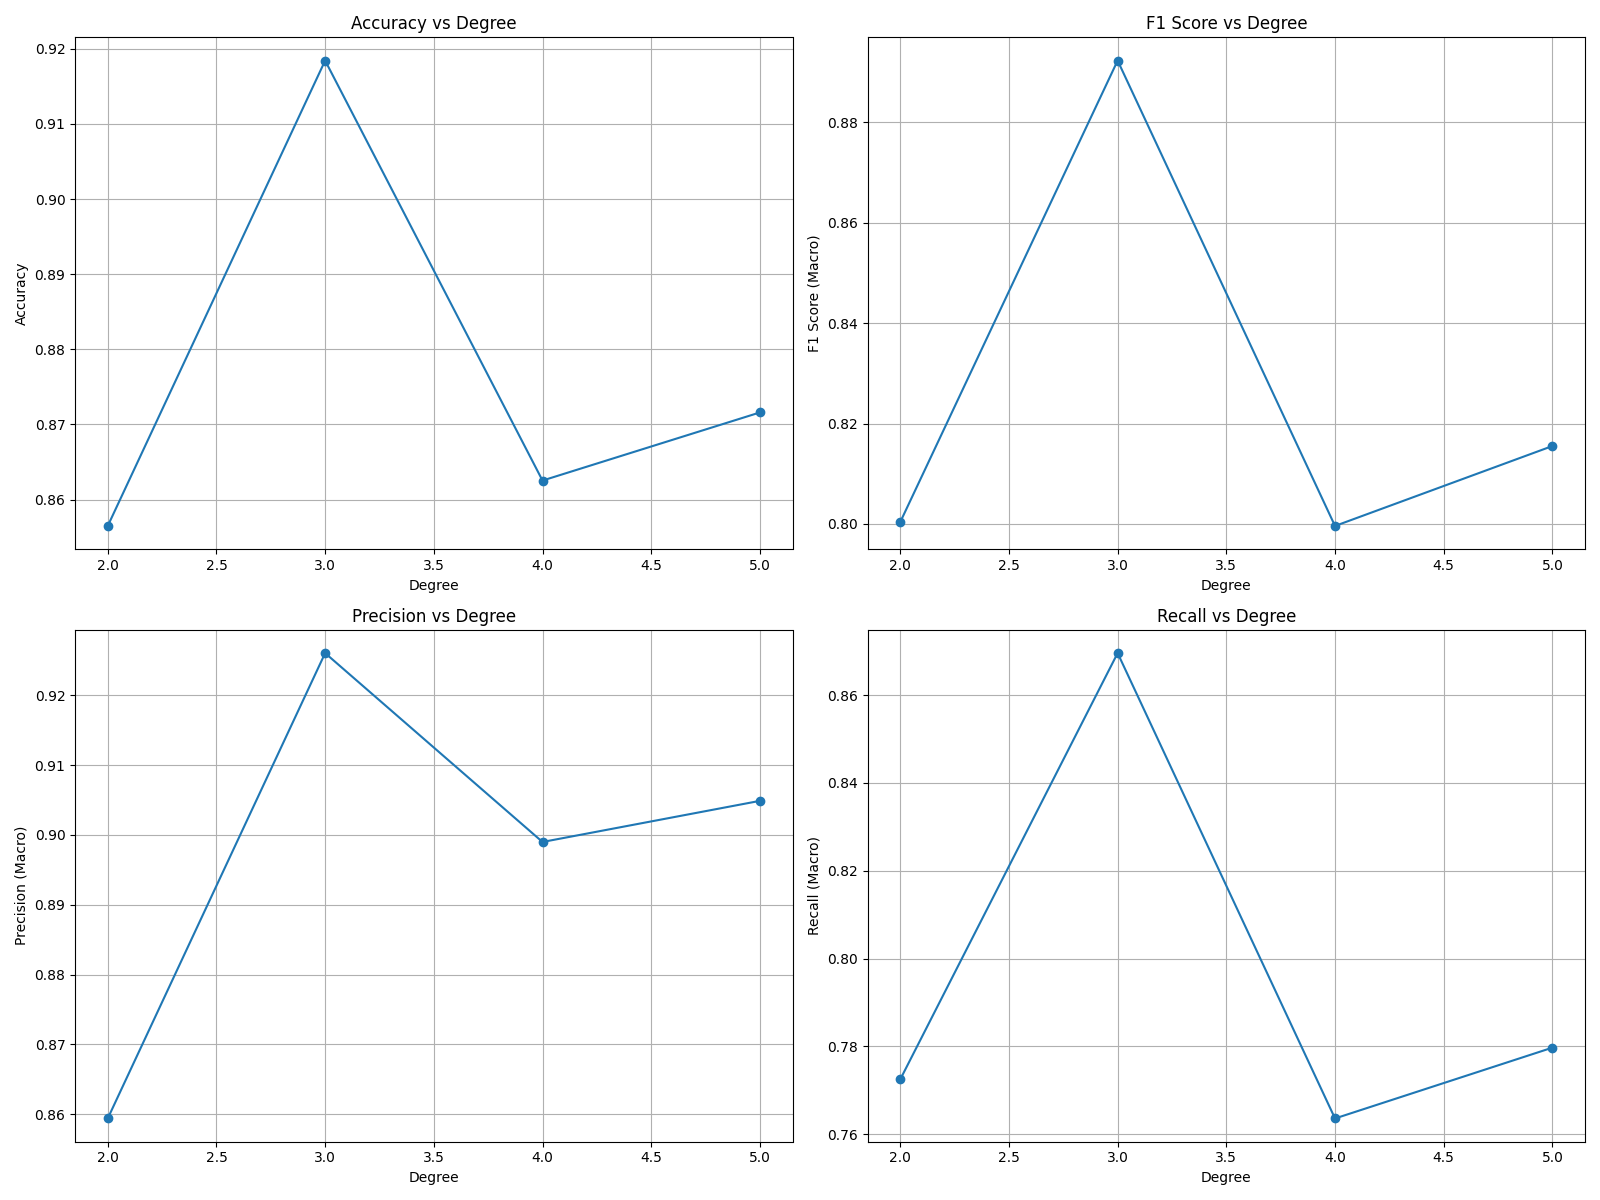 Accuracy vs Degree
0.92
0.91
0.90
0.89
0.88
0.87
0.86
Accuracy
2.0 2.5 3.0 3.5 4.0 4.5 5.0
Degree
F1 Score vs Degree
0.88
0.86
0.84
0.82
0.80
F1 Score (Macro)
2.0 2.5 3.0 3.5 4.0 4.5 5.0
Degree
Precision vs Degree
0.92
0.91
0.90
0.89
0.88
0.87
0.86
Precision (Macro)
2.0 2.5 3.0 3.5 4.0 4.5 5.0
Degree
Recall vs Degree
0.86
0.84
0.82
0.80
0.78
0.76
Recall (Macro)
2.0 2.5 3.0 3.5 4.0 4.5 5.0
Degree